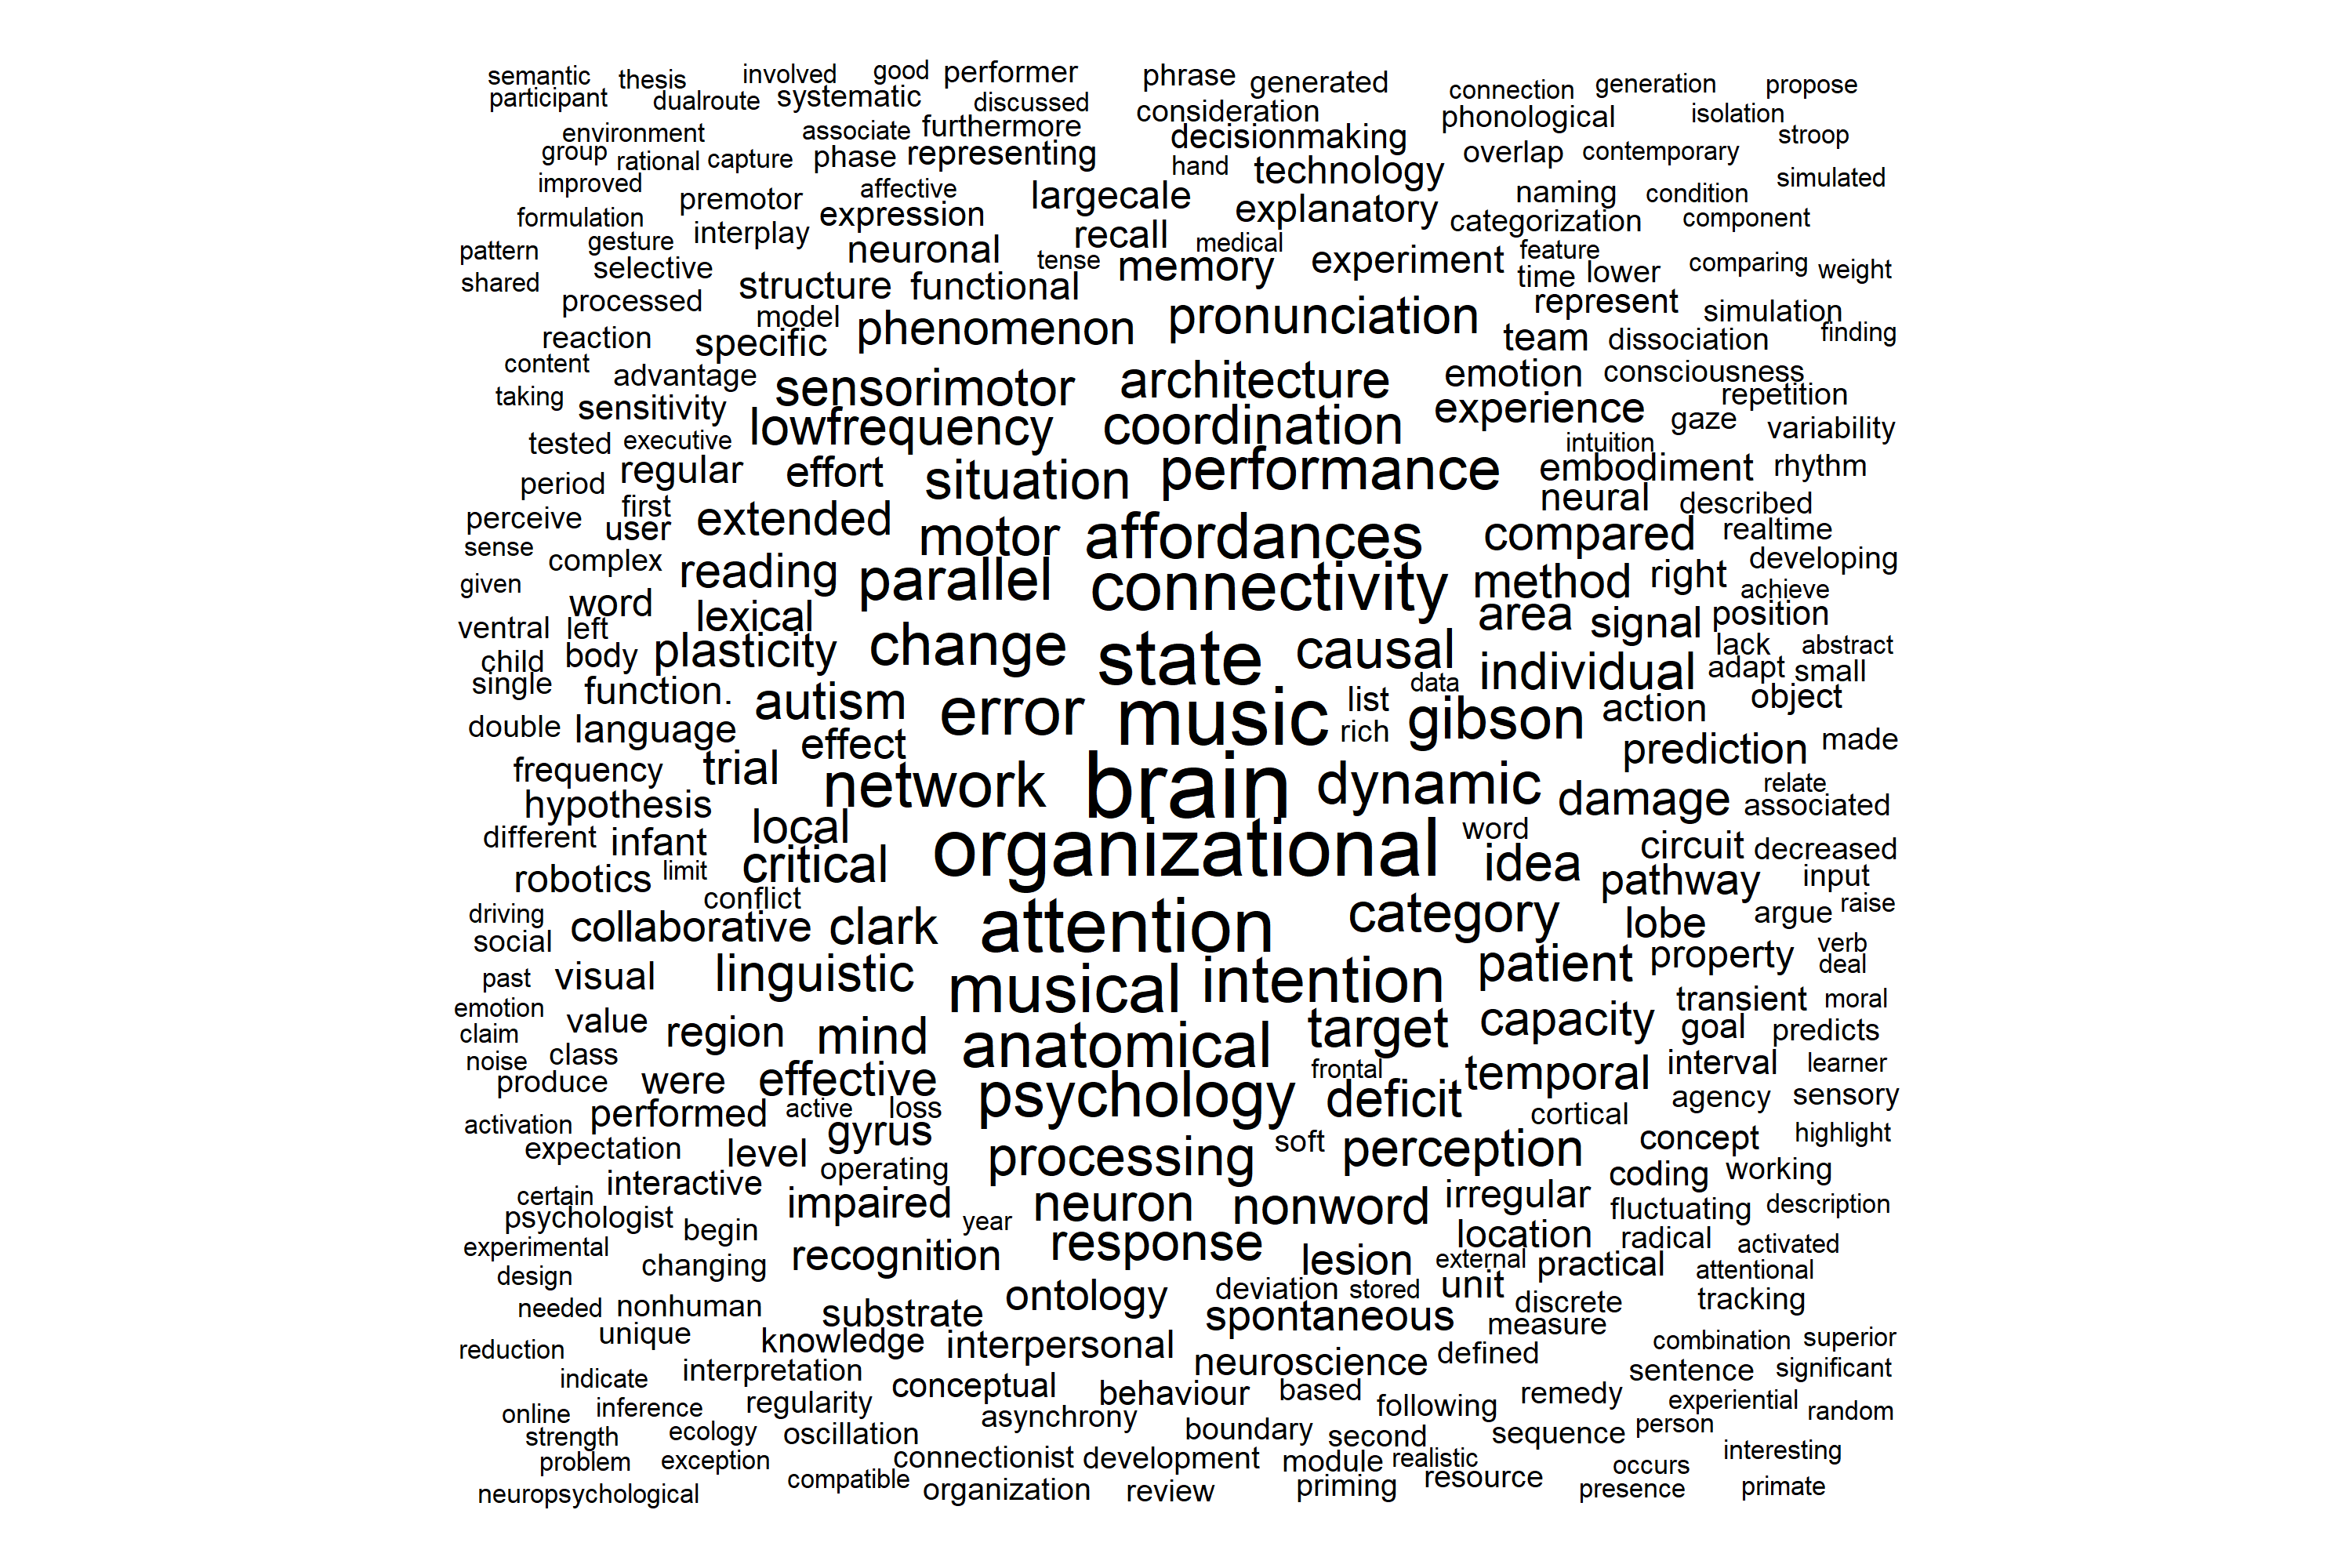 semantic thesis involved good performer phrase generated connection generation propose
participant dualroute systematic discussed consideration phonological isolation
environment associate furthermore decisionmaking stroop
group rational capture phase representing hand technology overlap contemporary
improved premotor affective largecale explanatory naming condition simulated
formulation gesture interplay expression recall medical categorization component
pattern selective neuronal tense memory experiment feature comparing weight
shared processed structure functional time lower
reaction model phenomenon pronunciation represent simulation
content specific team dissociation finding
taking advantage sensorimotor architecture emotion consciousness
sensitivity lowfrequency coordination experience repetition
tested executive gaze variability
period regular effort situation performance intuition embodiment rhythm
perceive first extended neural described
sense user motor affordances compared realtime
given complex reading parallel connectivity method right developing
word lexical area signal achieve
ventral left change causal position
child body plasticity state individual lack abstract
single function. autism data adapt small
double language error music list gibson action object
effect rich prediction made
frequency trial network brain dynamic damage relate
hypothesis local associated
different infant critical organizational word circuit decreased
robotics limit idea pathway input
driving conflict attention category argue raise
social collaborative clark lobe
past visual linguistic musical intention patient property verb
deal
emotion value transient moral
claim region mind anatomical target capacity goal predicts
noise class frontal temporal interval learner
produce were effective psychology deficit agency sensory
activation performed active loss cortical
expectation gyrus processing soft perception concept highlight
level operating coding working
certain interactive impaired neuron nonword irregular
psychologist begin year fluctuating description
experimental changing recognition response lesion location radical activated
design external practical attentional
needed nonhuman substrate ontology deviation stored unit discrete tracking
unique knowledge interpersonal spontaneous measure
reduction interpretation neuroscience defined combination superior
indicate conceptual behaviour based sentence significant
online inference regularity asynchrony following remedy experiential random
strength ecology oscillation boundary second sequence person
problem exception connectionist development module realistic interesting
neuropsychological compatible organization review priming resource occurs
presence primate